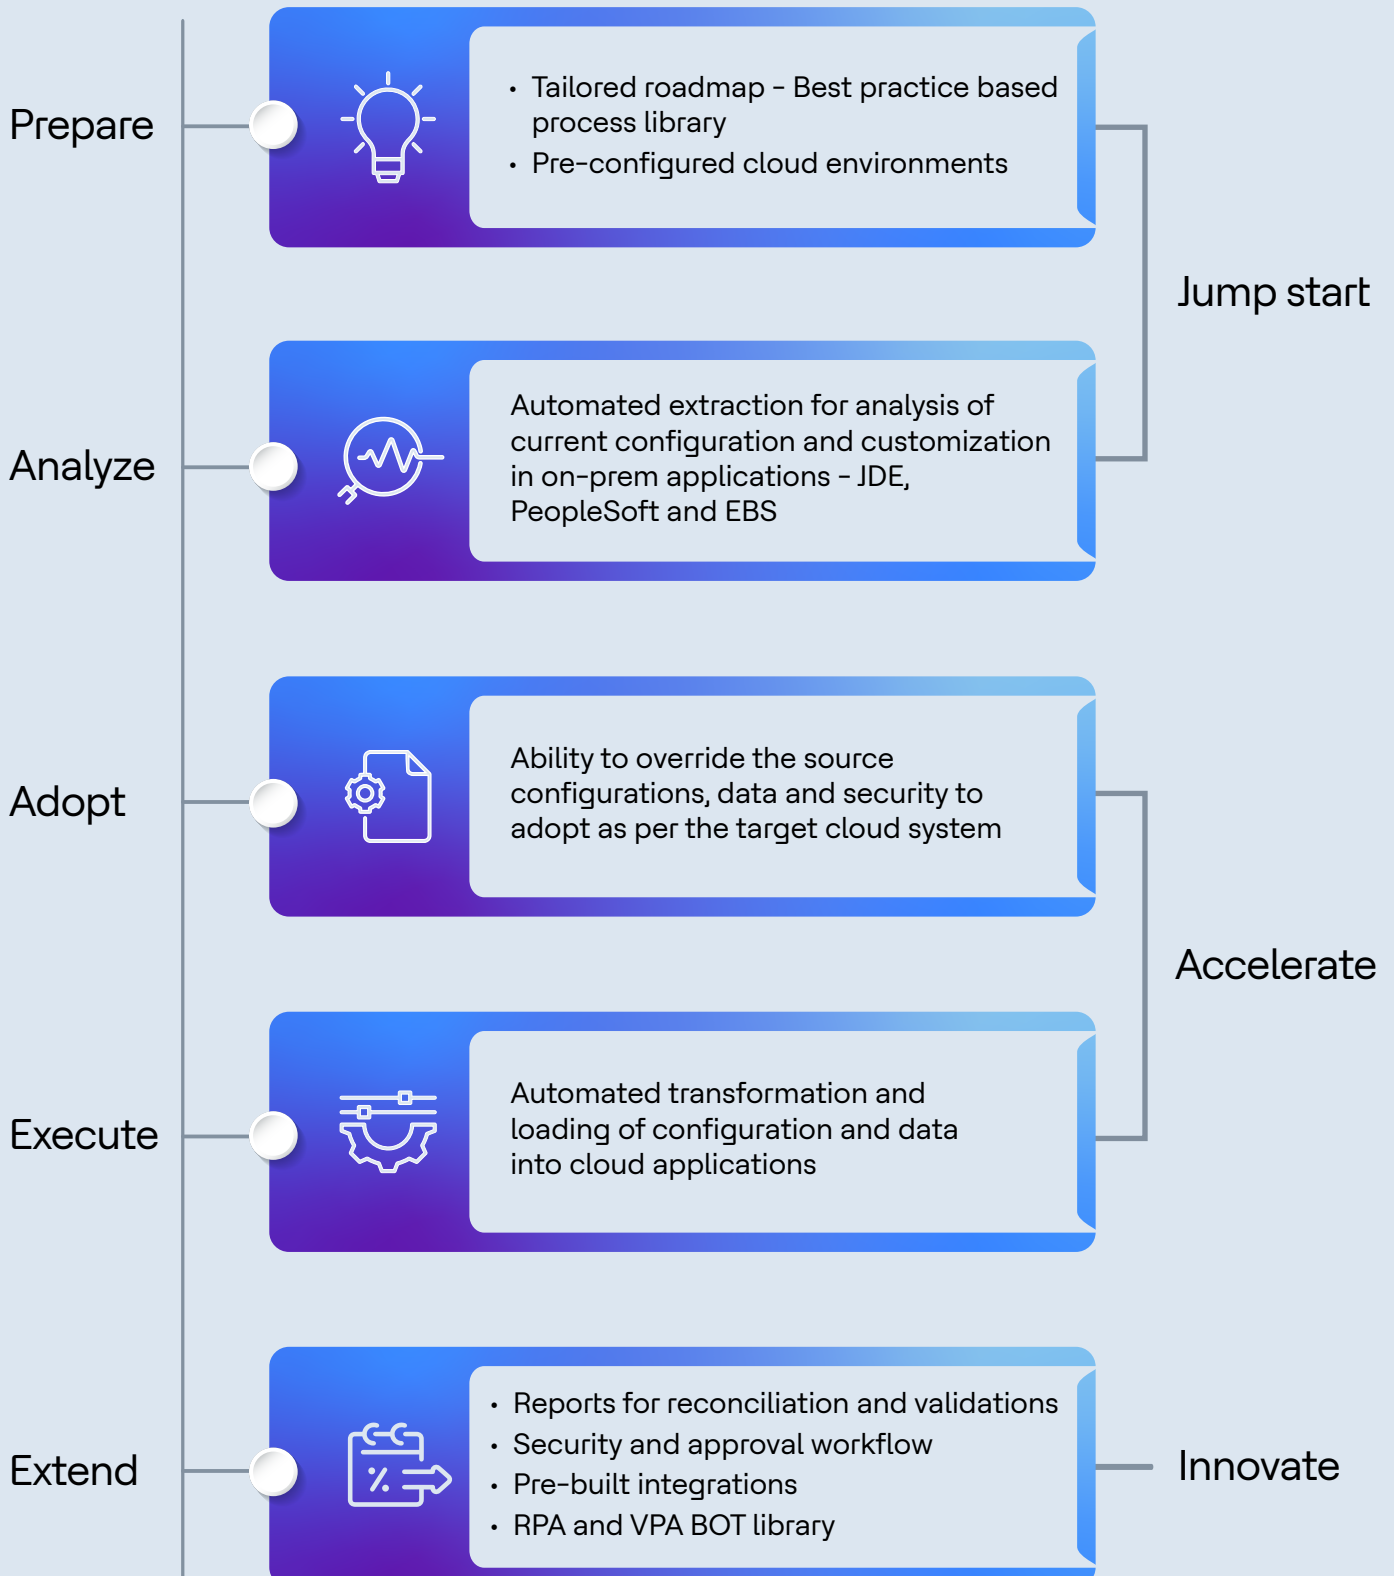 Prepare
• Tailored roadmap - Best practice based
process library
• Pre-configured cloud environments
Jump start
Analyze
Automated extraction for analysis of
current configuration and customization
in on-prem applications - JDE,
PeopleSoft and EBS
Adopt
Ability to override the source
configurations, data and security to
adopt as per the target cloud system
Accelerate
Execute
Automated transformation and
loading of configuration and data
into cloud applications
Extend
• Reports for reconciliation and validations
• Security and approval workflow
• Pre-built integrations
• RPA and VPA BOT library
Innovate